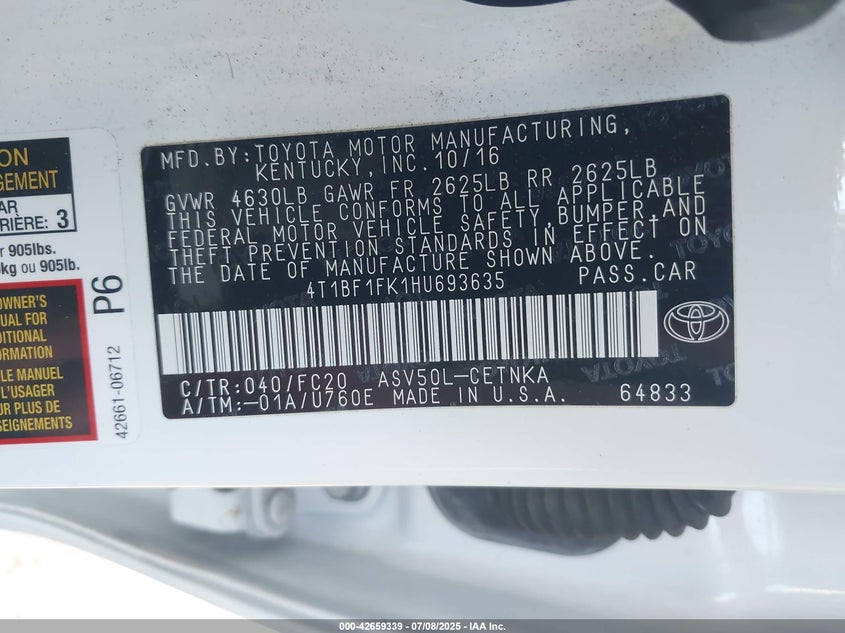 MFD. BY: TOYOTA MOTOR MANUFACTURING,
KENTUCKY, INC. 10/16
GVWR 4630LB GAWR FR 2625LB RR 2625LB
THIS VEHICLE CONFORMS TO ALL APPLICABLE
FEDERAL MOTOR VEHICLE SAFETY, BUMPER, AND
THEFT PREVENTION STANDARDS IN EFFECT ON
THE DATE OF MANUFACTURE SHOWN ABOVE.
4T1BF1FK1HU693635 PASS.CAR
C/TR: 040/FC20 ASV50L-CETNKA
A/TM: -01A/U760E MADE IN U.S.A. 64833
TOYOTA
ON
GEMENT
AR
RIÈRE: 3
r 905lbs.
kg ou 905lb.
OWNER'S
UAL FOR
DITIONAL
ORMATION
LE MANUEL
L'USAGER
UR PLUS DE
SEIGNEMENTS
P6
42661-06712
000-42659339 - 07/08/2025 - IAA Inc.